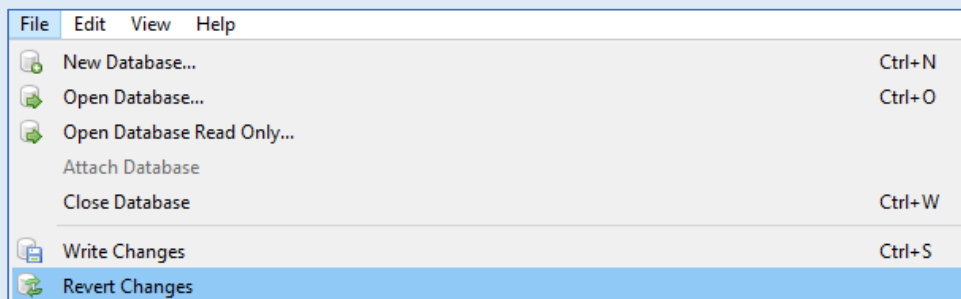 File Edit View Help
New Database... Ctrl+N
Open Database... Ctrl+O
Open Database Read Only...
Attach Database
Close Database Ctrl+W
Write Changes Ctrl+S
Revert Changes